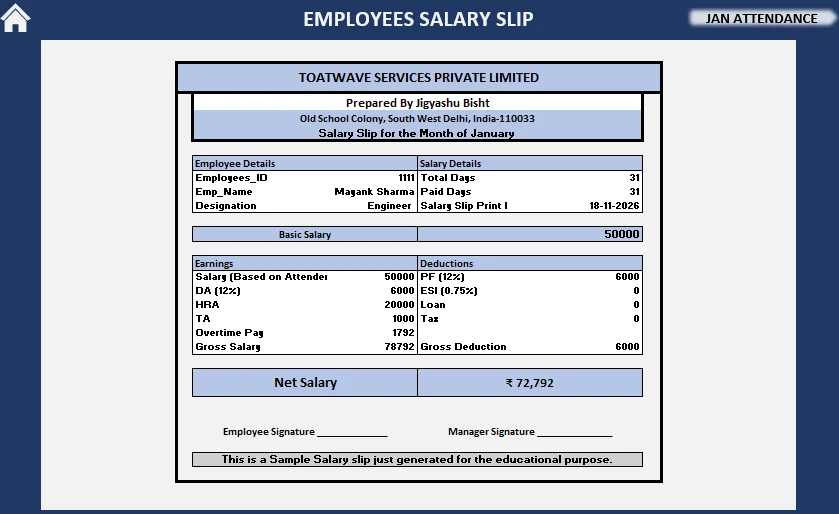 EMPLOYEES SALARY SLIP
JAN ATTENDANCE
TOATWAVE SERVICES PRIVATE LIMITED
Prepared By Jigyashu Bisht
Old School Colony, South West Delhi, India-110033
Salary Slip for the Month of January
Employee Details Salary Details
Employees_ID 1111 Total Days 31
Emp_Name Mayank Sharma Paid Days 31
Designation Engineer Salary Slip Print I 18-11-2026
Basic Salary 50000
Earnings Deductions
Salary (Based on Attender 50000 PF (12%) 6000
DA (12%) 6000 ESI (0.75%) 0
HRA 20000 Loan 0
TA 1000 Tax 0
Overtime Pay 1792
Gross Salary 78792 Gross Deduction 6000
Net Salary ₹ 72,792
Employee Signature ____________ Manager Signature _____________
This is a Sample Salary slip just generated for the educational purpose.